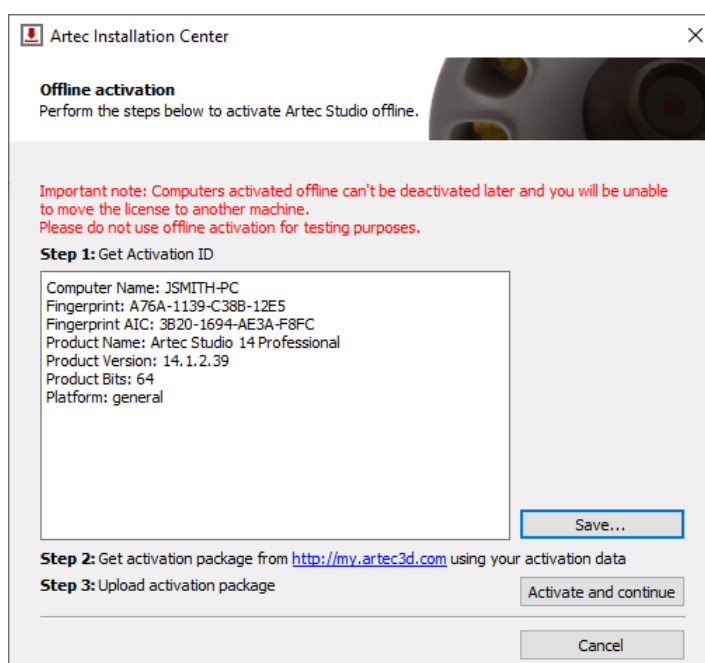 Artec Installation Center
Offline activation
Perform the steps below to activate Artec Studio offline.
Important note: Computers activated offline can't be deactivated later and you will be unable
to move the license to another machine.
Please do not use offline activation for testing purposes.
Step 1: Get Activation ID
Computer Name: JSMITH-PC
Fingerprint: A76A-1139-C38B-12E5
Fingerprint AIC: 3B20-1694-AE3A-F8FC
Product Name: Artec Studio 14 Professional
Product Version: 14.1.2.39
Product Bits: 64
Platform: general
Save...
Step 2: Get activation package from http://my.artec3d.com using your activation data
Step 3: Upload activation package
Activate and continue
Cancel